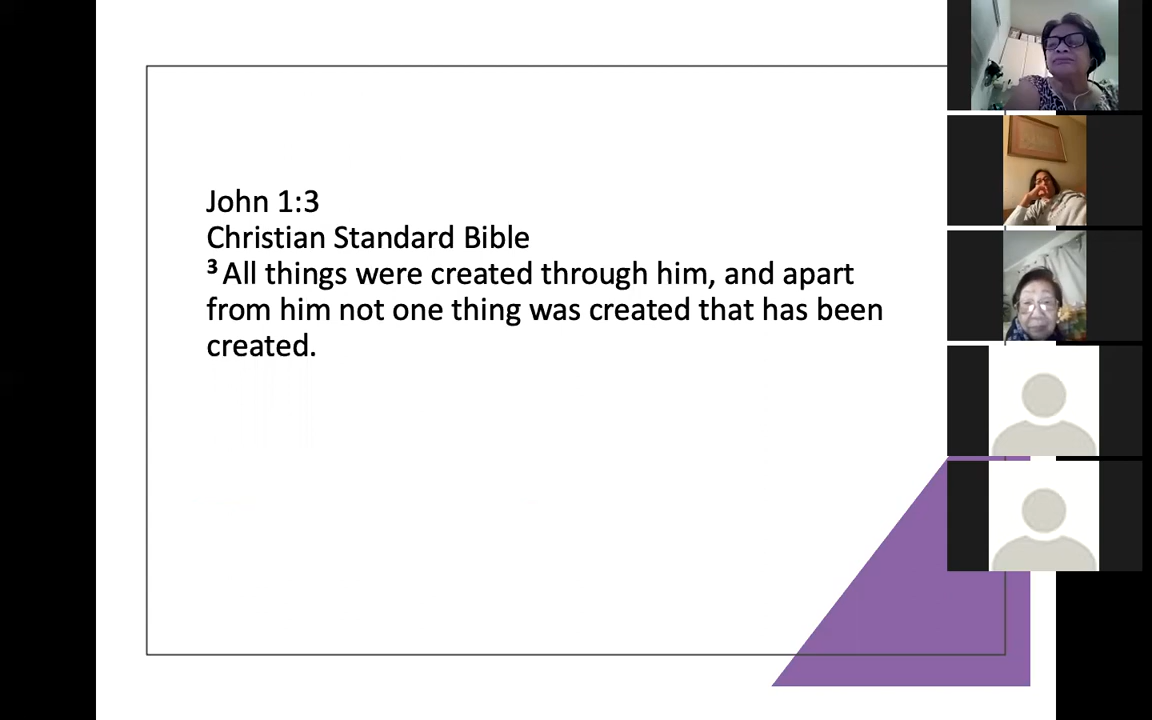 John 1:3
Christian Standard Bible
³ All things were created through him, and apart
from him not one thing was created that has been
created.